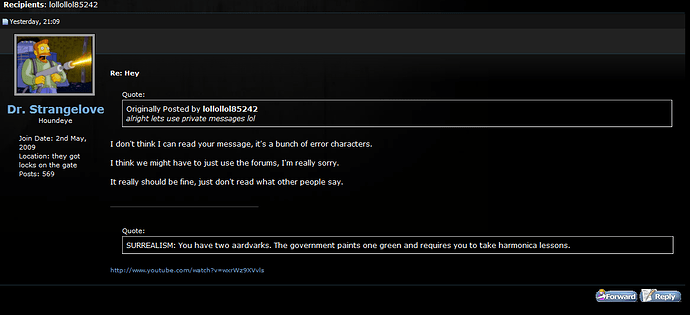 Recipients: lollollol85242
Yesterday, 21:09
Dr. Strangelove
Houndeye
Join Date: 2nd May,
2009
Location: they got
locks on the gate
Posts: 569
Re: Hey
Quote:
Originally Posted by lollollol85242
alright lets use private messages lol
I don't think I can read your message, it's a bunch of error characters.
I think we might have to just use the forums, I'm really sorry.
It really should be fine, just don't read what other people say.
Quote:
SURREALISM: You have two aardvarks. The government paints one green and requires you to take harmonica lessons.
http://www.youtube.com/watch?v=wxrWz9XVvls
Forward
Reply